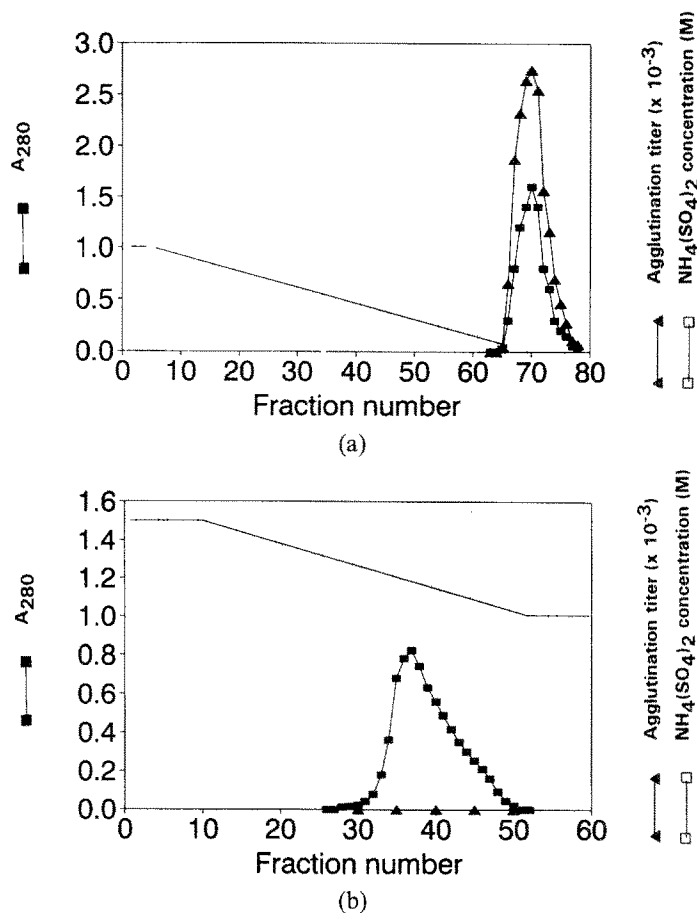 3.0
2.5
2.0
1.5
1.0
0.5
0.0
0 10 20 30 40 50 60 70 80
Fraction number
A280
Agglutination titer (x 10-3)
NH4(SO4)2 concentration (M)
(a)
1.6
1.4
1.2
1.0
0.8
0.6
0.4
0.2
0.0
0 10 20 30 40 50 60
Fraction number
A280
Agglutination titer (x 10-3)
NH4(SO4)2 concentration (M)
(b)